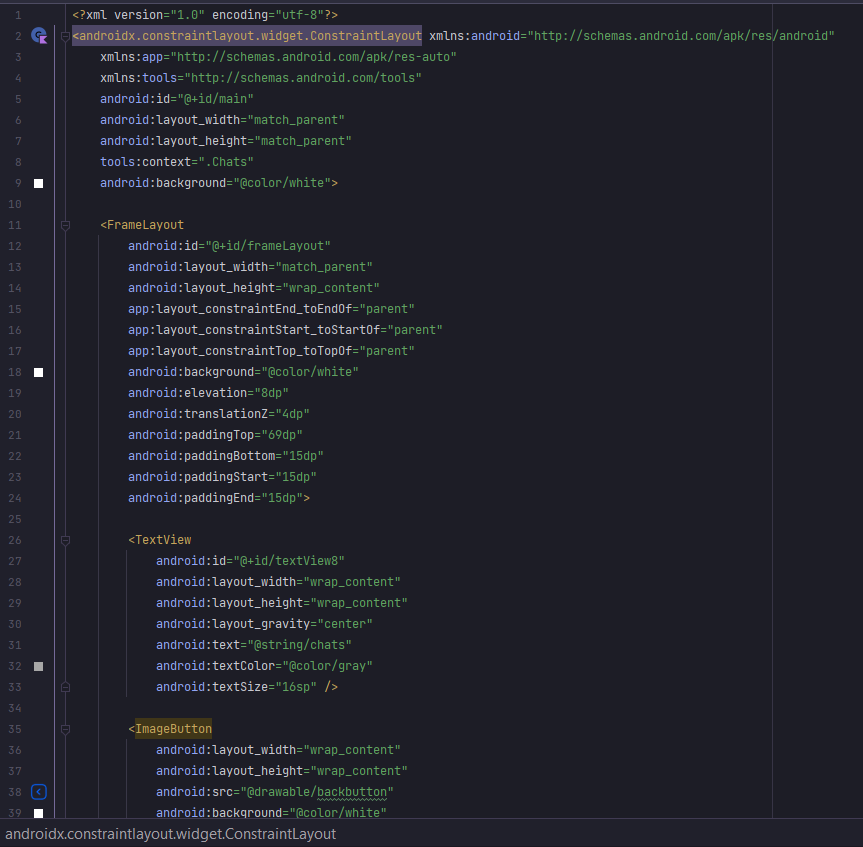 1 <?xml version="1.0" encoding="utf-8"?>
2 <androidx.constraintlayout.widget.ConstraintLayout xmlns:android="http://schemas.android.com/apk/res/android"
3     xmlns:app="http://schemas.android.com/apk/res-auto"
4     xmlns:tools="http://schemas.android.com/tools"
5     android:id="@+id/main"
6     android:layout_width="match_parent"
7     android:layout_height="match_parent"
8     tools:context=".Chats"
9     android:background="@color/white">
10
11     <FrameLayout
12         android:id="@+id/frameLayout"
13         android:layout_width="match_parent"
14         android:layout_height="wrap_content"
15         app:layout_constraintEnd_toEndOf="parent"
16         app:layout_constraintStart_toStartOf="parent"
17         app:layout_constraintTop_toTopOf="parent"
18         android:background="@color/white"
19         android:elevation="8dp"
20         android:translationZ="4dp"
21         android:paddingTop="69dp"
22         android:paddingBottom="15dp"
23         android:paddingStart="15dp"
24         android:paddingEnd="15dp">
25
26         <TextView
27             android:id="@+id/textView8"
28             android:layout_width="wrap_content"
29             android:layout_height="wrap_content"
30             android:layout_gravity="center"
31             android:text="@string/chats"
32             android:textColor="@color/gray"
33             android:textSize="16sp" />
34
35         <ImageButton
36             android:layout_width="wrap_content"
37             android:layout_height="wrap_content"
38             android:src="@drawable/backbutton"
39             android:background="@color/white"
androidx.constraintlayout.widget.ConstraintLayout